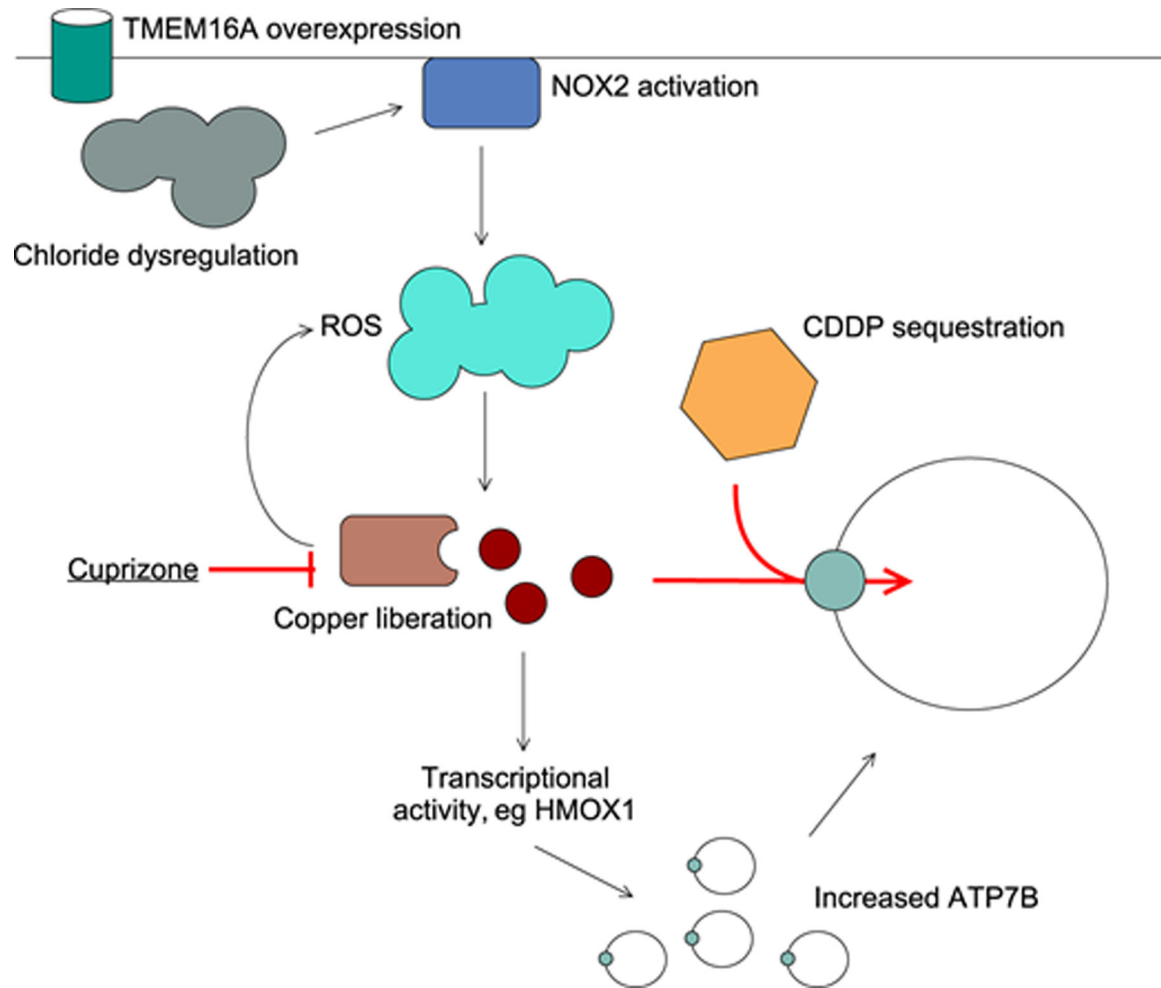 TMEM16A overexpression
NOX2 activation
Chloride dysregulation
ROS
CDDP sequestration
Cuprizone
Copper liberation
Transcriptional
activity, eg HMOX1
Increased ATP7B